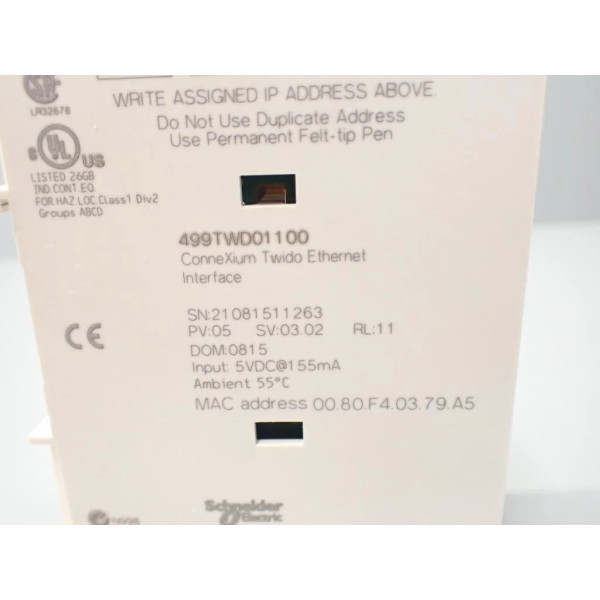 WRITE ASSIGNED IP ADDRESS ABOVE.
Do Not Use Duplicate Address
Use Permanent Felt-tip Pen
LR32678
UL US
LISTED 26GB
IND.CONT.EQ.
FOR.HAZ.LOC.Class1 Div2
Groups ABCD
499TWD01100
ConneXium Twido Ethernet
Interface
SN:21081511263
PV:05 SV:03.02 RL:11
DOM:0815
Input: 5VDC@155mA
Ambient 55°C
CE
MAC address 00.80.F4.03.79.A5
Schneider
Electric